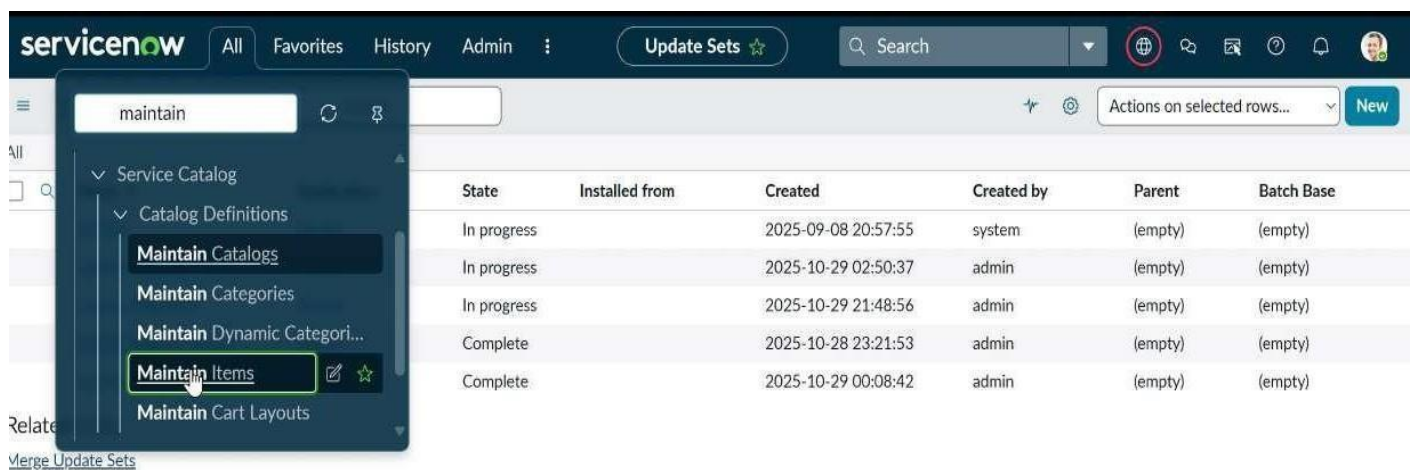 servicenow All Favorites History Admin Update Sets Search
maintain
Actions on selected rows... New
All
Service Catalog
Catalog Definitions
State Installed from Created Created by Parent Batch Base
Maintain Catalogs
In progress 2025-09-08 20:57:55 system (empty) (empty)
Maintain Categories
In progress 2025-10-29 02:50:37 admin (empty) (empty)
Maintain Dynamic Categori...
In progress 2025-10-29 21:48:56 admin (empty) (empty)
Maintain Items
Complete 2025-10-28 23:21:53 admin (empty) (empty)
Maintain Cart Layouts
Complete 2025-10-29 00:08:42 admin (empty) (empty)
Relate
Merge Update Sets